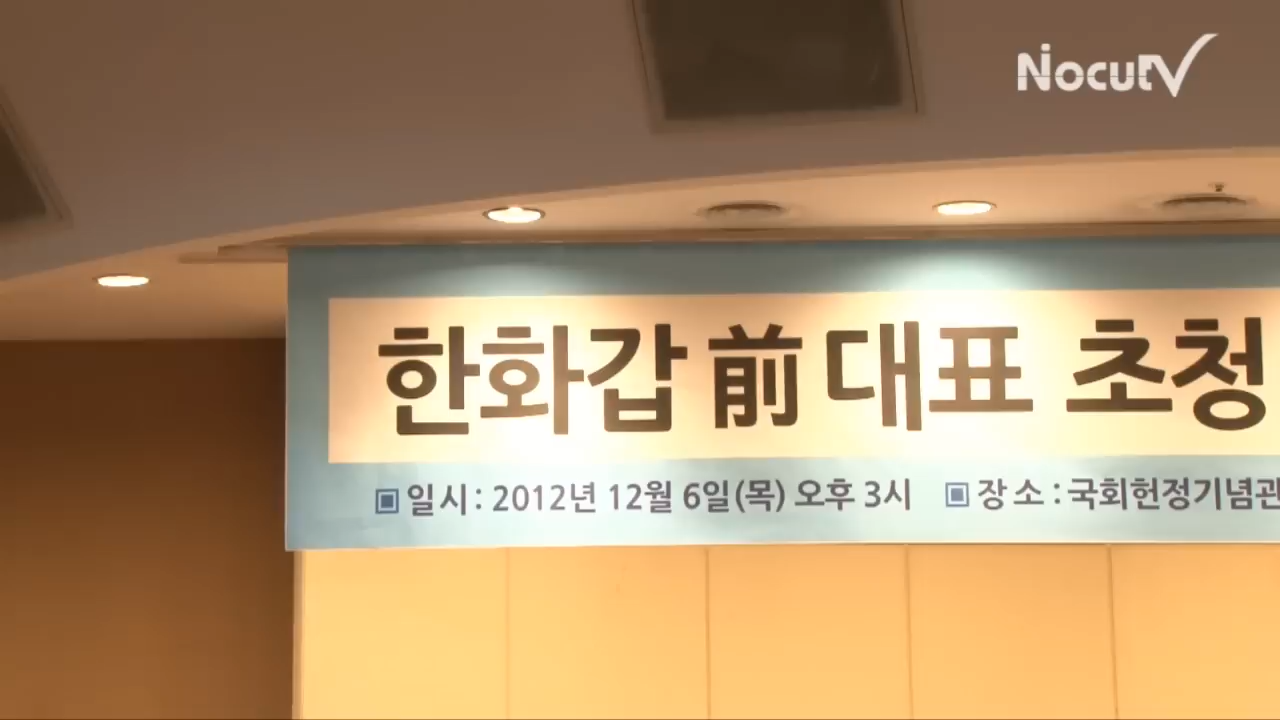 NocutV
한화갑 前 대표 초청
▣ 일시 : 2012년 12월 6일(목) 오후 3시 ▣ 장 소 : 국회헌정기념관